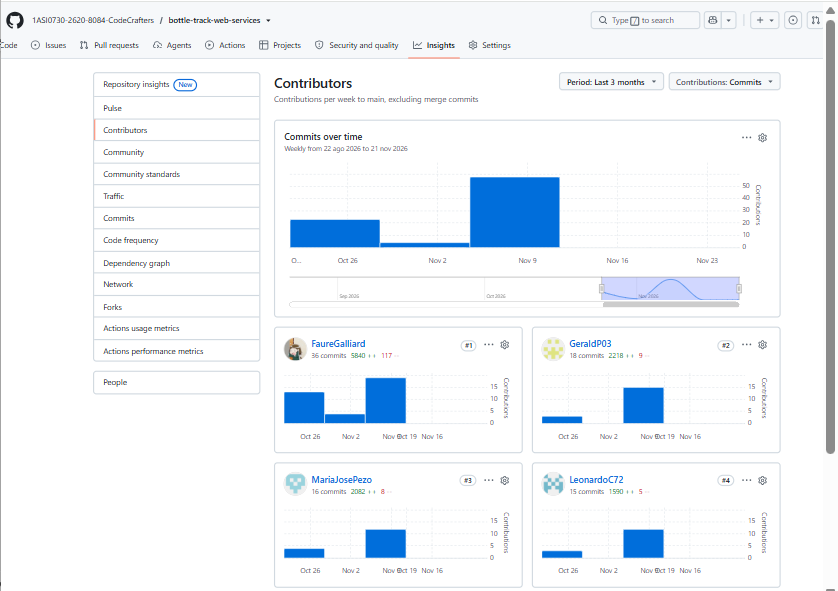 1ASI0730-2620-8084-CodeCrafters / bottle-track-web-services
Type / to search
Code Issues Pull requests Agents Actions Projects Security and quality Insights Settings
Repository insights New
Pulse
Contributors
Community
Community standards
Traffic
Commits
Code frequency
Dependency graph
Network
Forks
Actions usage metrics
Actions performance metrics
People
Contributors
Period: Last 3 months
Contributions: Commits
Contributions per week to main, excluding merge commits
Commits over time
Weekly from 22 ago 2026 to 21 nov 2026
50
40
30
20
10
0
Contributions
O... Oct 26 Nov 2 Nov 9 Nov 16 Nov 23
Sep 2026 Oct 2026 Nov 2026
FaureGalliard #1
36 commits 5840 ++ 117 --
15
10
5
0
Contributions
Oct 26 Nov 2 Nov 9 Oct 19 Nov 16
GeraldP03 #2
18 commits 2218 ++ 9 --
15
10
5
0
Contributions
Oct 26 Nov 2 Nov 9 Oct 19 Nov 16
MariaJosePezo #3
16 commits 2082 ++ 8 --
15
10
5
0
Contributions
Oct 26 Nov 2 Nov 9 Oct 19 Nov 16
LeonardoC72 #4
15 commits 1590 ++ 5 --
15
10
5
0
Contributions
Oct 26 Nov 2 Nov 9 Oct 19 Nov 16